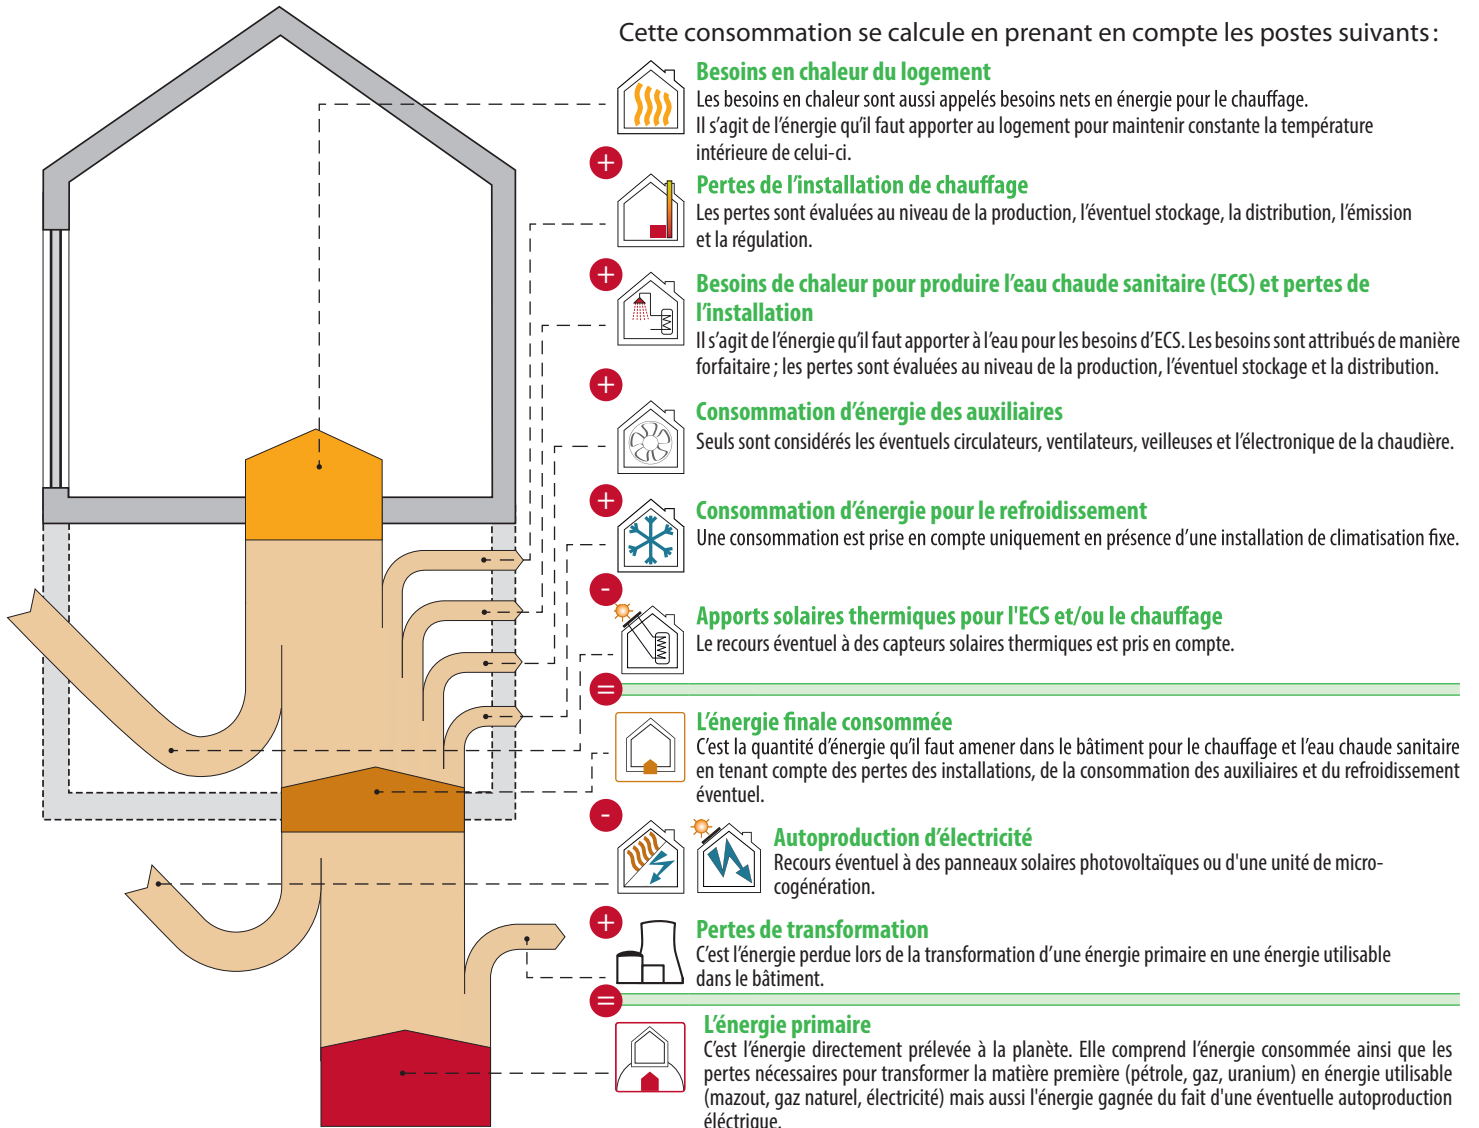 Cette consommation se calcule en prenant en compte les postes suivants :
Besoins en chaleur du logement
Les besoins en chaleur sont aussi appelés besoins nets en énergie pour le chauffage.
Il s’agit de l’énergie qu’il faut apporter au logement pour maintenir constante la température
intérieure de celui-ci.
+
Pertes de l’installation de chauffage
Les pertes sont évaluées au niveau de la production, l’éventuel stockage, la distribution, l’émission
et la régulation.
+
Besoins de chaleur pour produire l’eau chaude sanitaire (ECS) et pertes de
l’installation
Il s’agit de l’énergie qu’il faut apporter à l’eau pour les besoins d’ECS. Les besoins sont attribués de manière
forfaitaire ; les pertes sont évaluées au niveau de la production, l’éventuel stockage et la distribution.
+
Consommation d’énergie des auxiliaires
Seuls sont considérés les éventuels circulateurs, ventilateurs, veilleuses et l’électronique de la chaudière.
+
Consommation d’énergie pour le refroidissement
Une consommation est prise en compte uniquement en présence d’une installation de climatisation fixe.
-
Apports solaires thermiques pour l'ECS et/ou le chauffage
Le recours éventuel à des capteurs solaires thermiques est pris en compte.
=
L’énergie finale consommée
C’est la quantité d’énergie qu’il faut amener dans le bâtiment pour le chauffage et l’eau chaude sanitaire
en tenant compte des pertes des installations, de la consommation des auxiliaires et du refroidissement
éventuel.
-
Autoproduction d’électricité
Recours éventuel à des panneaux solaires photovoltaïques ou d'une unité de micro-
cogénération.
+
Pertes de transformation
C’est l’énergie perdue lors de la transformation d’une énergie primaire en une énergie utilisable
dans le bâtiment.
=
L’énergie primaire
C’est l’énergie directement prélevée à la planète. Elle comprend l’énergie consommée ainsi que les
pertes nécessaires pour transformer la matière première (pétrole, gaz, uranium) en énergie utilisable
(mazout, gaz naturel, électricité) mais aussi l'énergie gagnée du fait d'une éventuelle autoproduction
éléctrique.